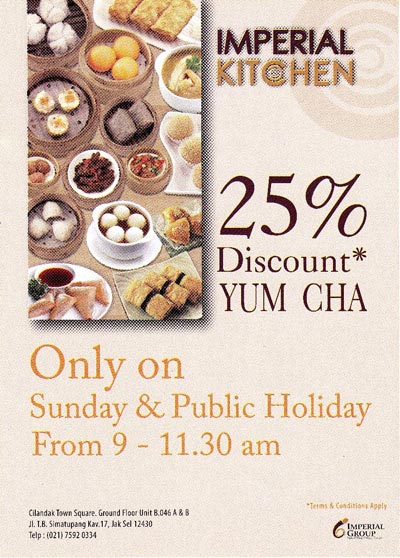 IMPERIAL
KITCHEN
25%
Discount*
YUM CHA
Only on
Sunday & Public Holiday
From 9 - 11.30 am
*Terms & Conditions Apply
Cilandak Town Square. Ground Floor Unit B.046 A & B
Jl. T.B. Simatupang Kav.17, Jak Sel 12430
Telp : (021) 7592 0334
IMPERIAL
GROUP